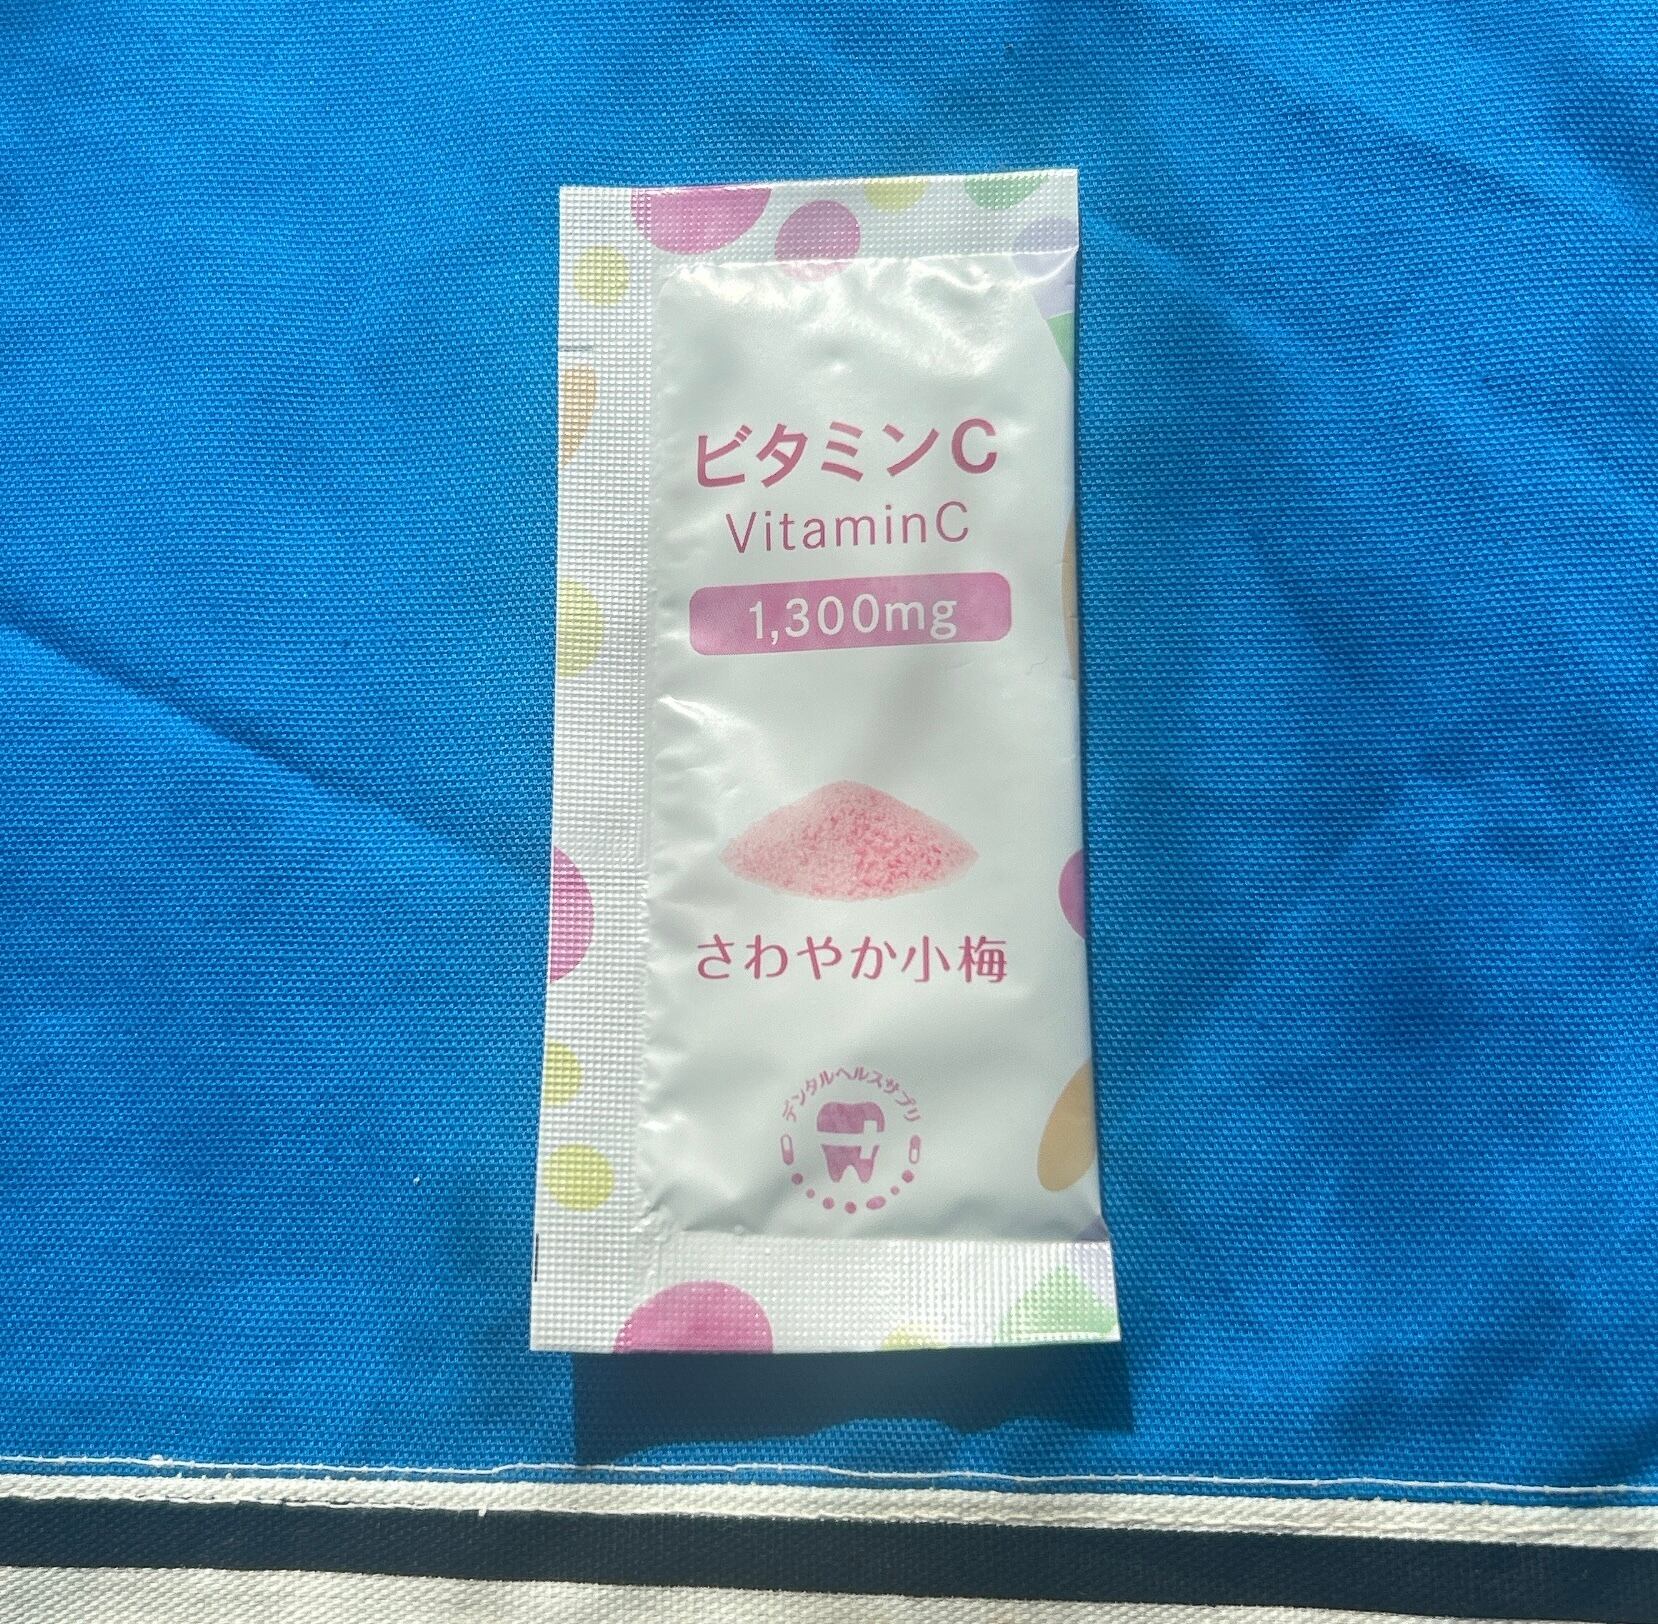 ビタミンC
VitaminC
1,300mg
さわやか小梅
デンタルヘルスサプリ